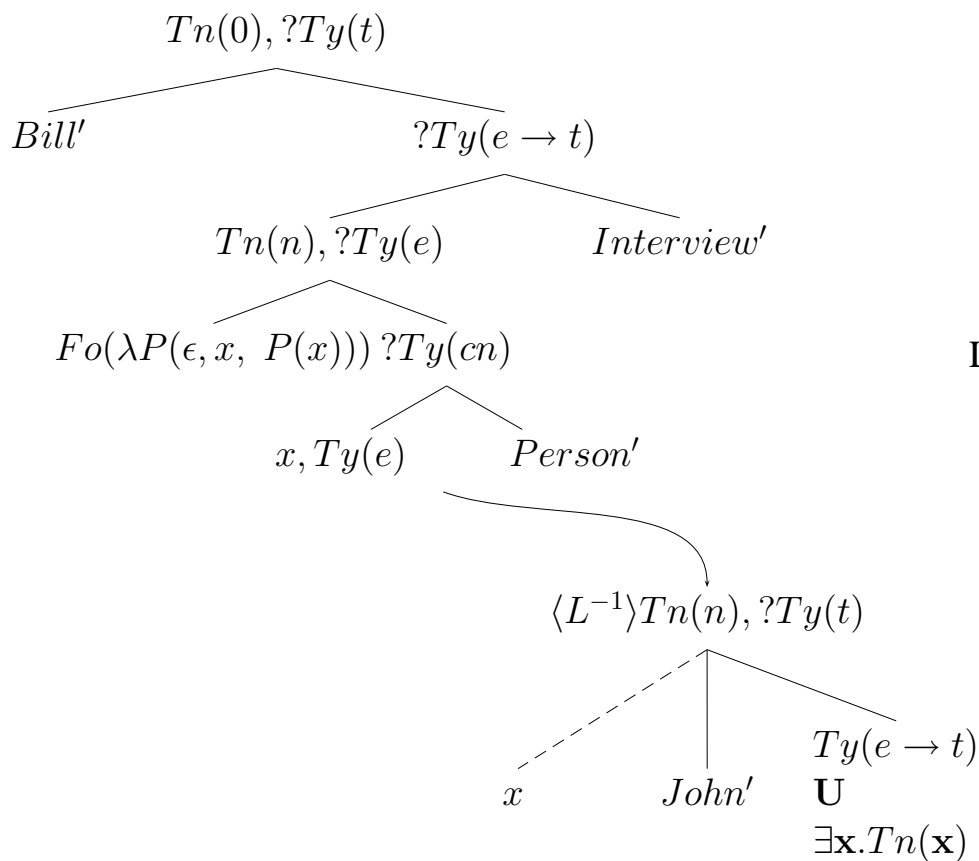 Tn(0), ?Ty(t)
Bill′ ?Ty(e → t)
Tn(n), ?Ty(e) Interview′
Fo(λP(ϵ, x, P(x))) ?Ty(cn)
x, Ty(e) Person′
⟨L⁻¹⟩Tn(n), ?Ty(t)
Ty(e → t)
x John′ U
∃x.Tn(x)